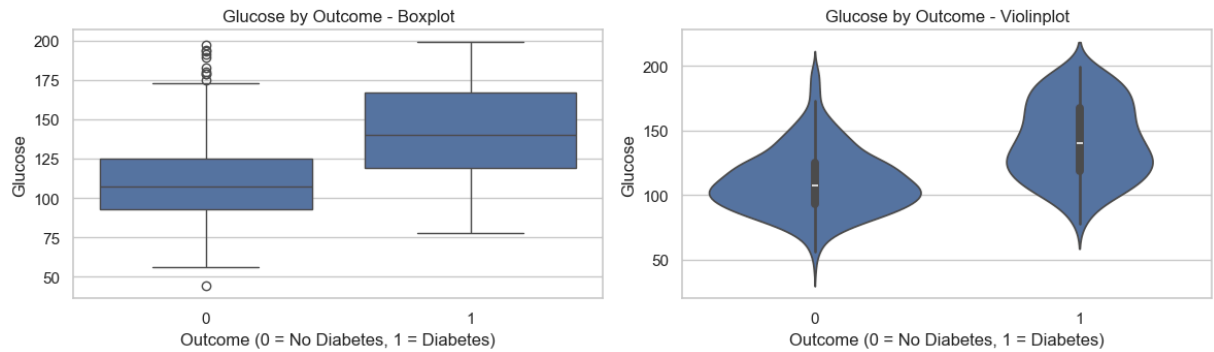 Glucose by Outcome - Boxplot
200
175
150
125
100
75
50
Glucose
0
1
Outcome (0 = No Diabetes, 1 = Diabetes)
Glucose by Outcome - Violinplot
200
150
100
50
Glucose
0
1
Outcome (0 = No Diabetes, 1 = Diabetes)